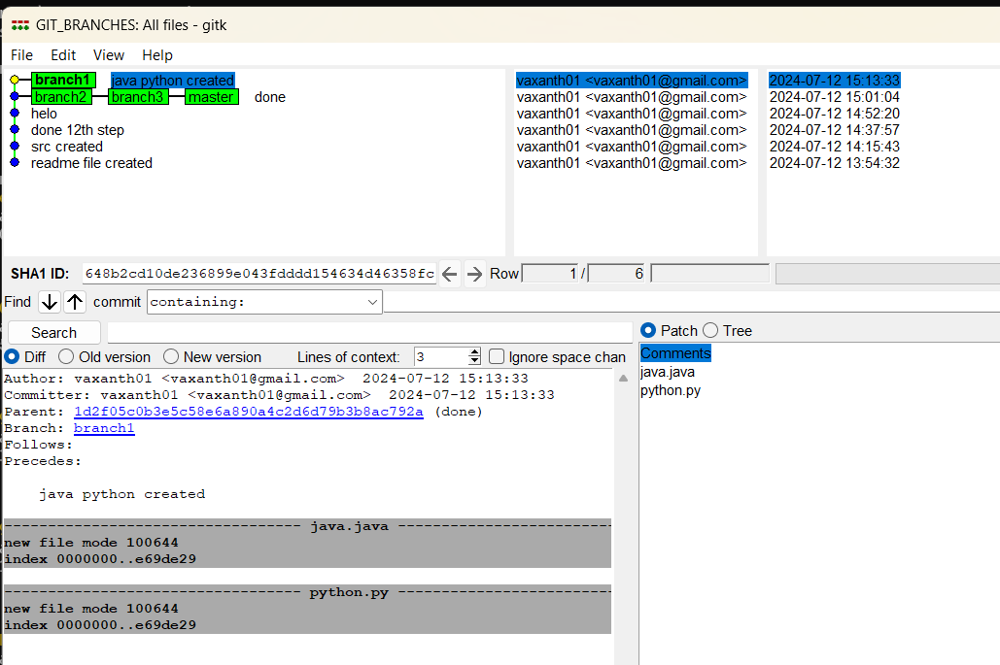 GIT_BRANCHES: All files - gitk
File Edit View Help
branch1 java python created vaxanth01 <vaxanth01@gmail.com> 2024-07-12 15:13:33
branch2 branch3 master done vaxanth01 <vaxanth01@gmail.com> 2024-07-12 15:01:04
helo vaxanth01 <vaxanth01@gmail.com> 2024-07-12 14:52:20
done 12th step vaxanth01 <vaxanth01@gmail.com> 2024-07-12 14:37:57
src created vaxanth01 <vaxanth01@gmail.com> 2024-07-12 14:15:43
readme file created vaxanth01 <vaxanth01@gmail.com> 2024-07-12 13:54:32
SHA1 ID: 648b2cd10de236899e043fdddd154634d46358fc Row 1 / 6
Find commit containing:
Search
Patch Tree
Diff Old version New version Lines of context: 3 Ignore space chan
Comments
java.java
python.py
Author: vaxanth01 <vaxanth01@gmail.com> 2024-07-12 15:13:33
Committer: vaxanth01 <vaxanth01@gmail.com> 2024-07-12 15:13:33
Parent: 1d2f05c0b3e5c58e6a890a4c2d6d79b3b8ac792a (done)
Branch: branch1
Follows:
Precedes:
java python created
---------------------------------- java.java -------------------------
new file mode 100644
index 0000000..e69de29
---------------------------------- python.py -------------------------
new file mode 100644
index 0000000..e69de29